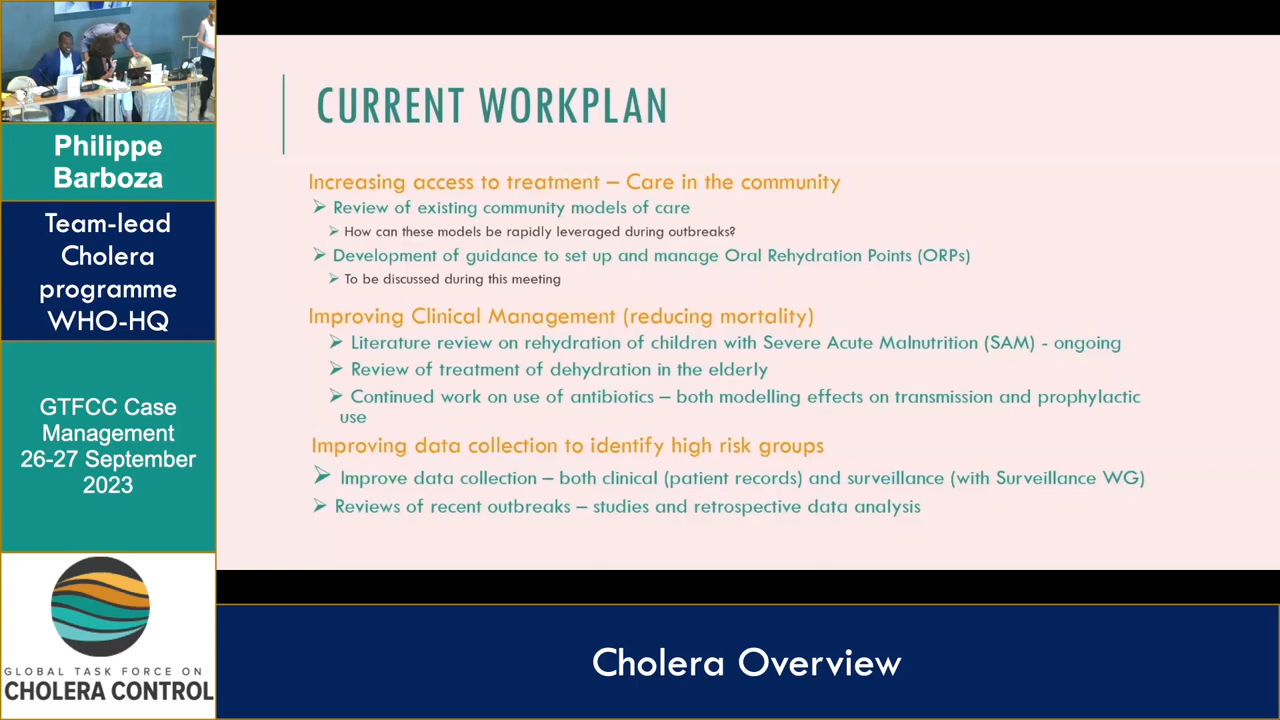 Philippe
Barboza
Team-lead
Cholera
programme
WHO-HQ
GTFCC Case
Management
26-27 September
2023
GLOBAL TASK FORCE ON
CHOLERA CONTROL
CURRENT WORKPLAN
Increasing access to treatment – Care in the community
Review of existing community models of care
How can these models be rapidly leveraged during outbreaks?
Development of guidance to set up and manage Oral Rehydration Points (ORPs)
To be discussed during this meeting
Improving Clinical Management (reducing mortality)
Literature review on rehydration of children with Severe Acute Malnutrition (SAM) - ongoing
Review of treatment of dehydration in the elderly
Continued work on use of antibiotics – both modelling effects on transmission and prophylactic
use
Improving data collection to identify high risk groups
Improve data collection – both clinical (patient records) and surveillance (with Surveillance WG)
Reviews of recent outbreaks – studies and retrospective data analysis
Cholera Overview